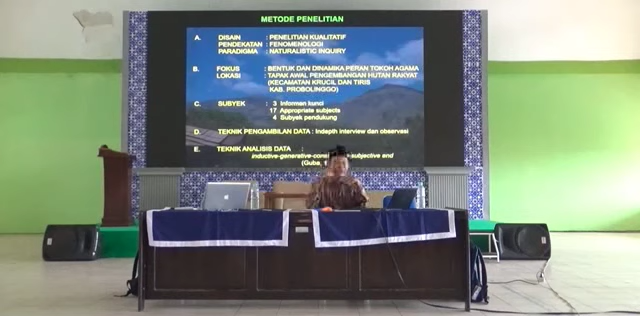 METODE PENELITIAN
A. DISAIN : PENELITIAN KUALITATIF
PENDEKATAN : FENOMENOLOGI
PARADIGMA : NATURALISTIC INQUIRY
B. FOKUS : BENTUK DAN DINAMIKA PERAN TOKOH AGAMA
LOKASI : TAPAK AWAL PENGEMBANGAN HUTAN RAKYAT
(KECAMATAN KRUCIL DAN TIRIS
KAB. PROBOLINGGO)
C. SUBYEK : 3 Informan kunci
17 Appropriate subjects
4 Subyek pendukung
D. TEKNIK PENGAMBILAN DATA : Indepth interview dan observasi
E. TEKNIK ANALISIS DATA :
inductive-generative-cons subjective and
(Guba, 1